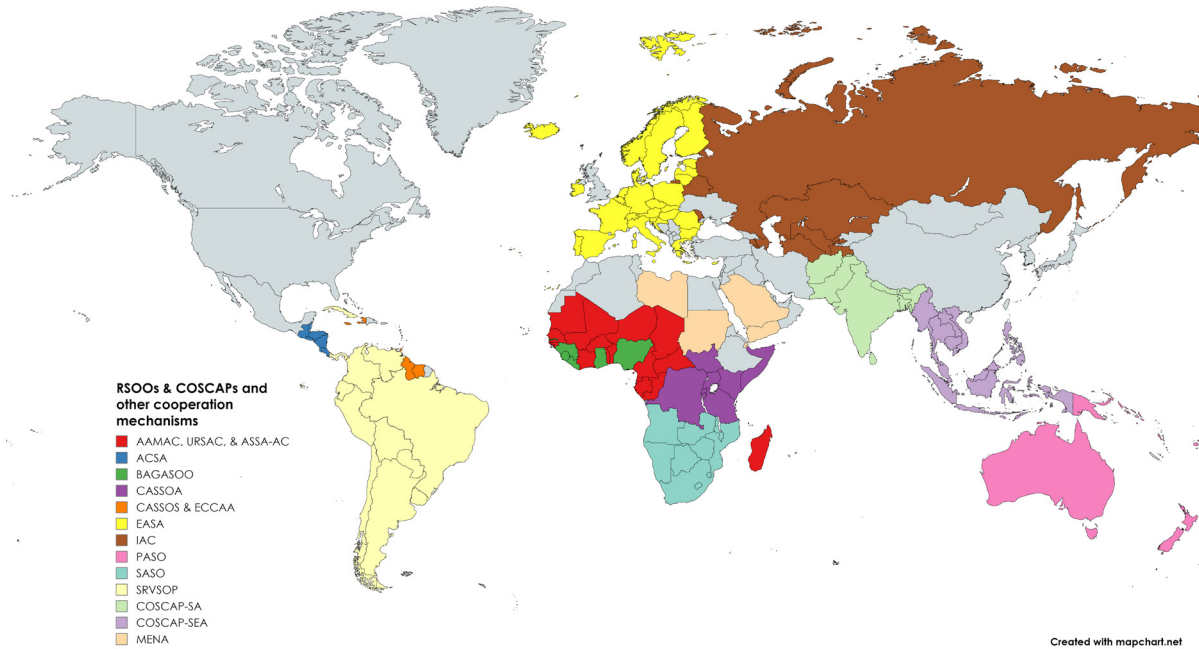 RSOOs & COSCAPs and
other cooperation
mechanisms
AAMAC, URSAC, & ASSA-AC
ACSA
BAGASOO
CASSOA
CASSOS & ECCAA
EASA
IAC
PASO
SASO
SRVSOP
COSCAP-SA
COSCAP-SEA
MENA
Created with mapchart.net